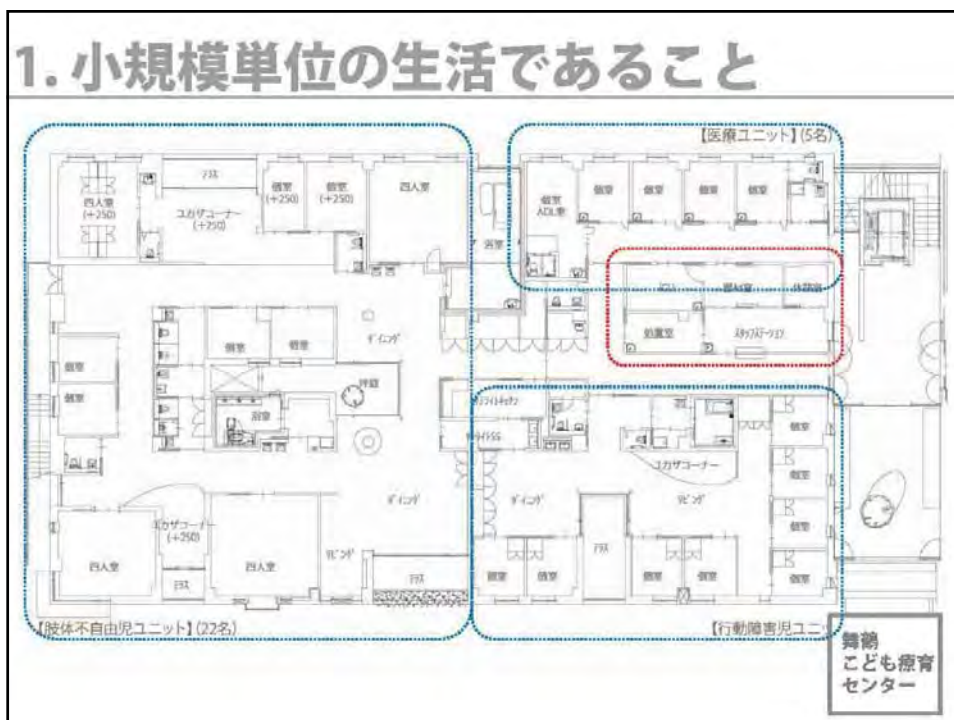 1. 小規模単位の生活であること
【医療ユニット】(5名)
テラス
四人室
(+250)
ユカザコーナー
(+250)
個室
(+250)
個室
(+250)
四人室
浴室
個室
ADL室
個室
個室
個室
個室
処置室
スタッフステーション
ダイニング
個室
個室
個室
個室
坪庭
浴室
ユカザコーナー
リビング
ダイニング
ダイニング
個室
個室
個室
個室
四人室
ユカザコーナー
(+250)
テラス
四人室
リビング
テラス
個室
個室
テラス
個室
個室
【肢体不自由児ユニット】(22名)
【行動障害児ユニ
舞鶴
こども療育
センター